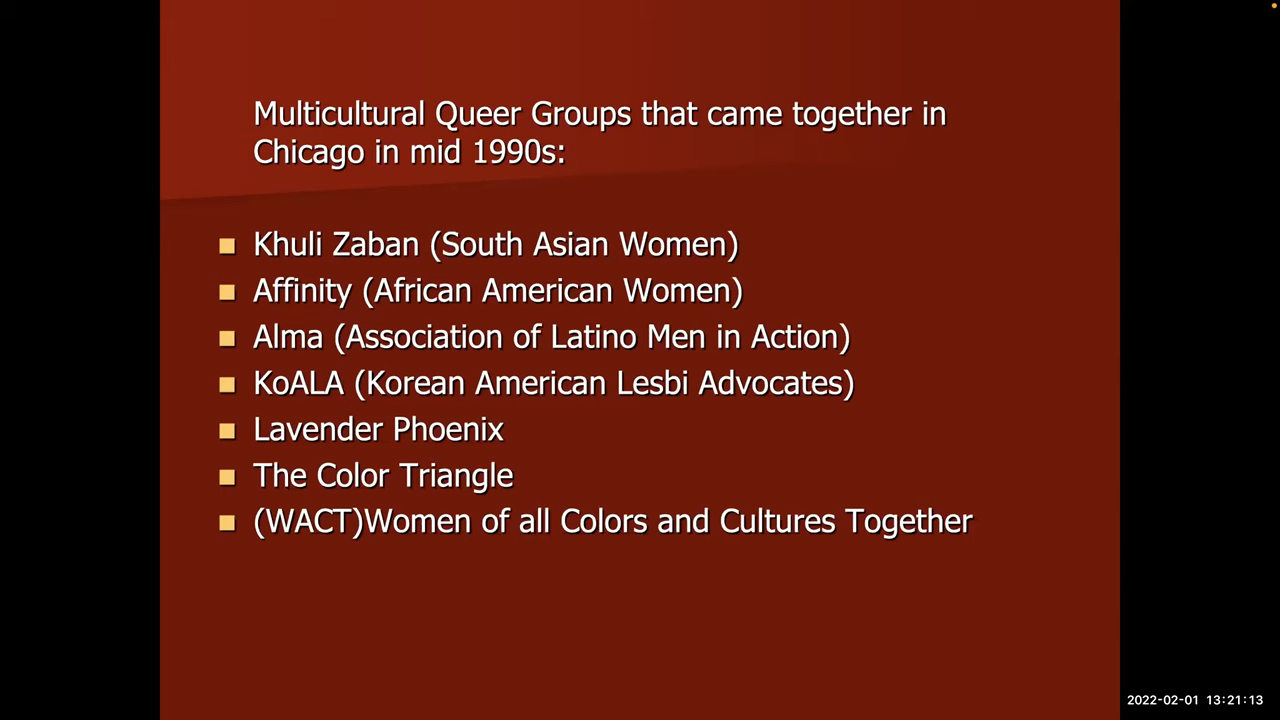 Multicultural Queer Groups that came together in
Chicago in mid 1990s:
Khuli Zaban (South Asian Women)
Affinity (African American Women)
Alma (Association of Latino Men in Action)
KoALA (Korean American Lesbi Advocates)
Lavender Phoenix
The Color Triangle
(WACT)Women of all Colors and Cultures Together
2022-02-01 13:21:13